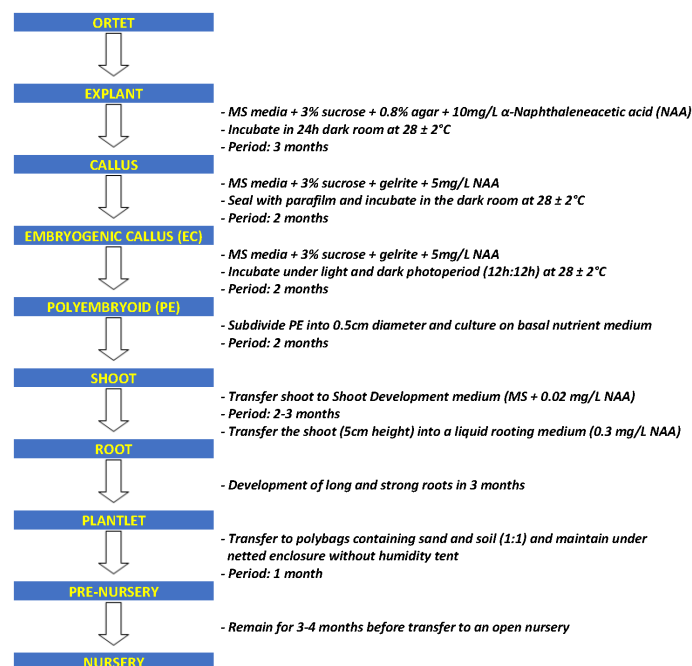 ORTET
EXPLANT
- MS media + 3% sucrose + 0.8% agar + 10mg/L α-Naphthaleneacetic acid (NAA)
- Incubate in 24h dark room at 28 ± 2°C
- Period: 3 months
CALLUS
- MS media + 3% sucrose + gelrite + 5mg/L NAA
- Seal with parafilm and incubate in the dark room at 28 ± 2°C
- Period: 2 months
EMBRYOGENIC CALLUS (EC)
- MS media + 3% sucrose + gelrite + 5mg/L NAA
- Incubate under light and dark photoperiod (12h:12h) at 28 ± 2°C
- Period: 2 months
POLYEMBRYOID (PE)
- Subdivide PE into 0.5cm diameter and culture on basal nutrient medium
- Period: 2 months
SHOOT
- Transfer shoot to Shoot Development medium (MS + 0.02 mg/L NAA)
- Period: 2-3 months
- Transfer the shoot (5cm height) into a liquid rooting medium (0.3 mg/L NAA)
ROOT
- Development of long and strong roots in 3 months
PLANTLET
- Transfer to polybags containing sand and soil (1:1) and maintain under
netted enclosure without humidity tent
- Period: 1 month
PRE-NURSERY
- Remain for 3-4 months before transfer to an open nursery
NURSERY